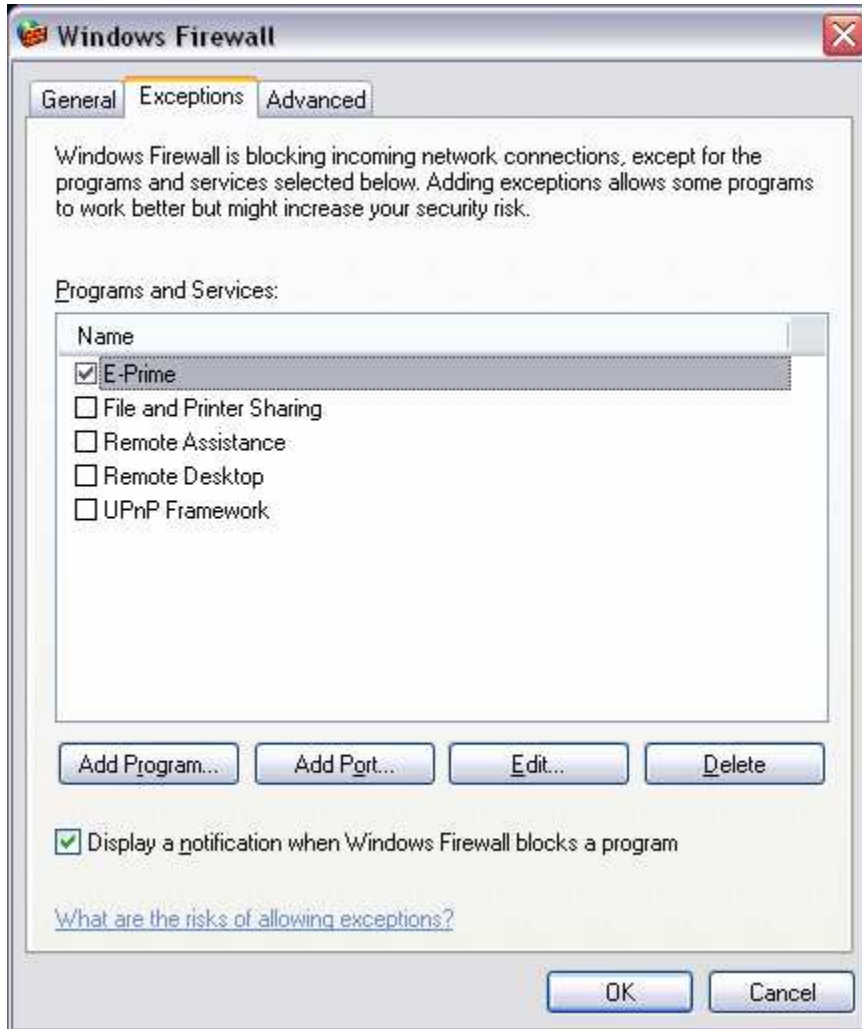 Windows Firewall
General Exceptions Advanced
Windows Firewall is blocking incoming network connections, except for the
programs and services selected below. Adding exceptions allows some programs
to work better but might increase your security risk.
Programs and Services:
Name
E-Prime
File and Printer Sharing
Remote Assistance
Remote Desktop
UPnP Framework
Add Program... Add Port... Edit... Delete
Display a notification when Windows Firewall blocks a program
What are the risks of allowing exceptions?
OK Cancel